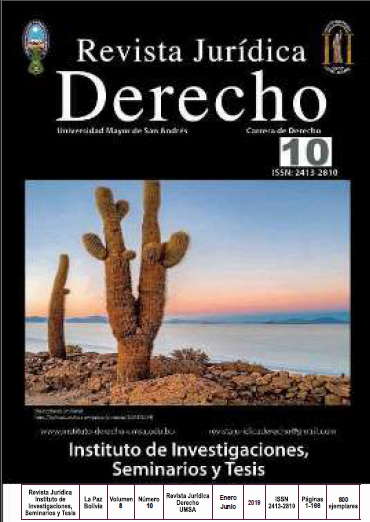 Revista Jurídica
Derecho
Universidad Mayor de San Andrés Carrera de Derecho
10
ISSN: 2413-2810
www.instituto-derecho-umsa.edu.bo revistajuridicaderecho@gmail.com
Instituto de Investigaciones,
Seminarios y Tesis
Revista Jurídica
Instituto de
Investigaciones,
Seminarios y Tesis
La Paz
Bolivia
Volumen
8
Número
10
Revista Jurídica
Derecho
UMSA
Enero
Junio
2019
ISSN
2413-2810
Páginas
1-166
800
ejemplares